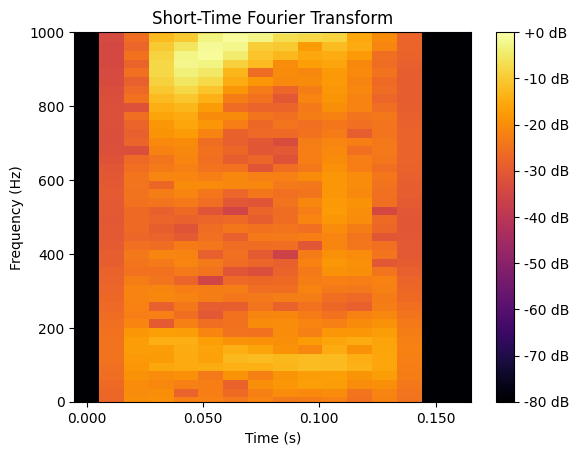 Short-Time Fourier Transform
1000
800
600
400
200
0
Frequency (Hz)
0.000
0.050
0.100
0.150
Time (s)
+0 dB
-10 dB
-20 dB
-30 dB
-40 dB
-50 dB
-60 dB
-70 dB
-80 dB